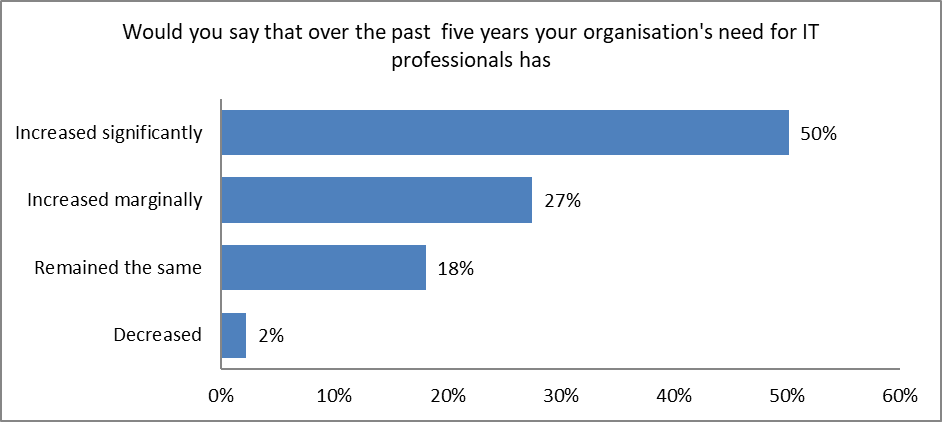 Would you say that over the past  five years your organisation's need for IT
professionals has
Increased significantly
50%
Increased marginally
27%
Remained the same
18%
Decreased
2%
0% 10% 20% 30% 40% 50% 60%